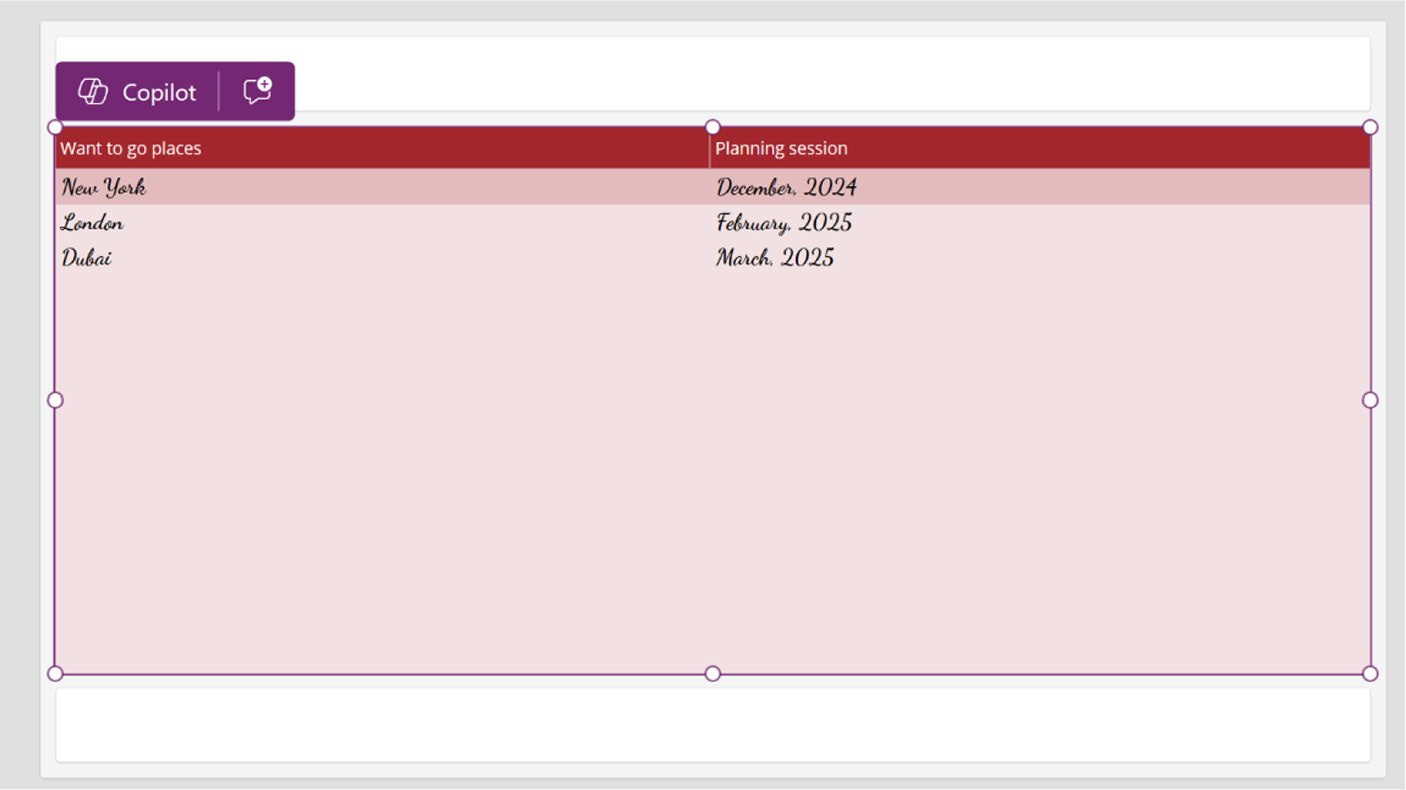 Copilot
Want to go places Planning session
New York December, 2024
London February, 2025
Dubai March, 2025